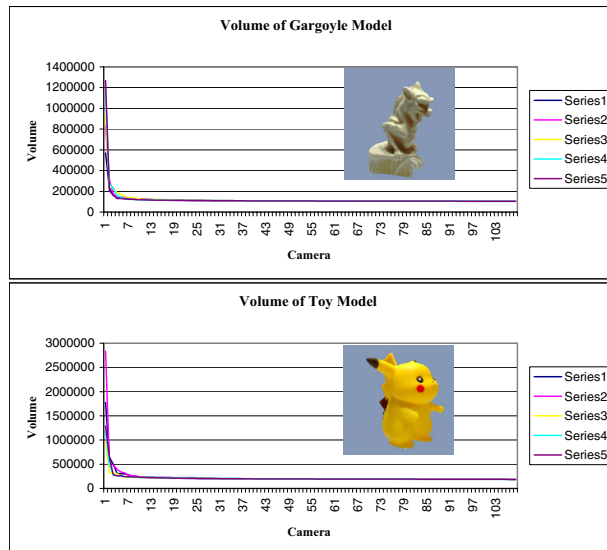 Volume of Gargoyle Model
1400000
1200000
1000000
800000
600000
400000
200000
0
Volume
1 7 13 19 25 31 37 43 49 55 61 67 73 79 85 91 97 103
Camera
Series1
Series2
Series3
Series4
Series5
Volume of Toy Model
3000000
2500000
2000000
1500000
1000000
500000
0
Volume
1 7 13 19 25 31 37 43 49 55 61 67 73 79 85 91 97 103
Camera
Series1
Series2
Series3
Series4
Series5